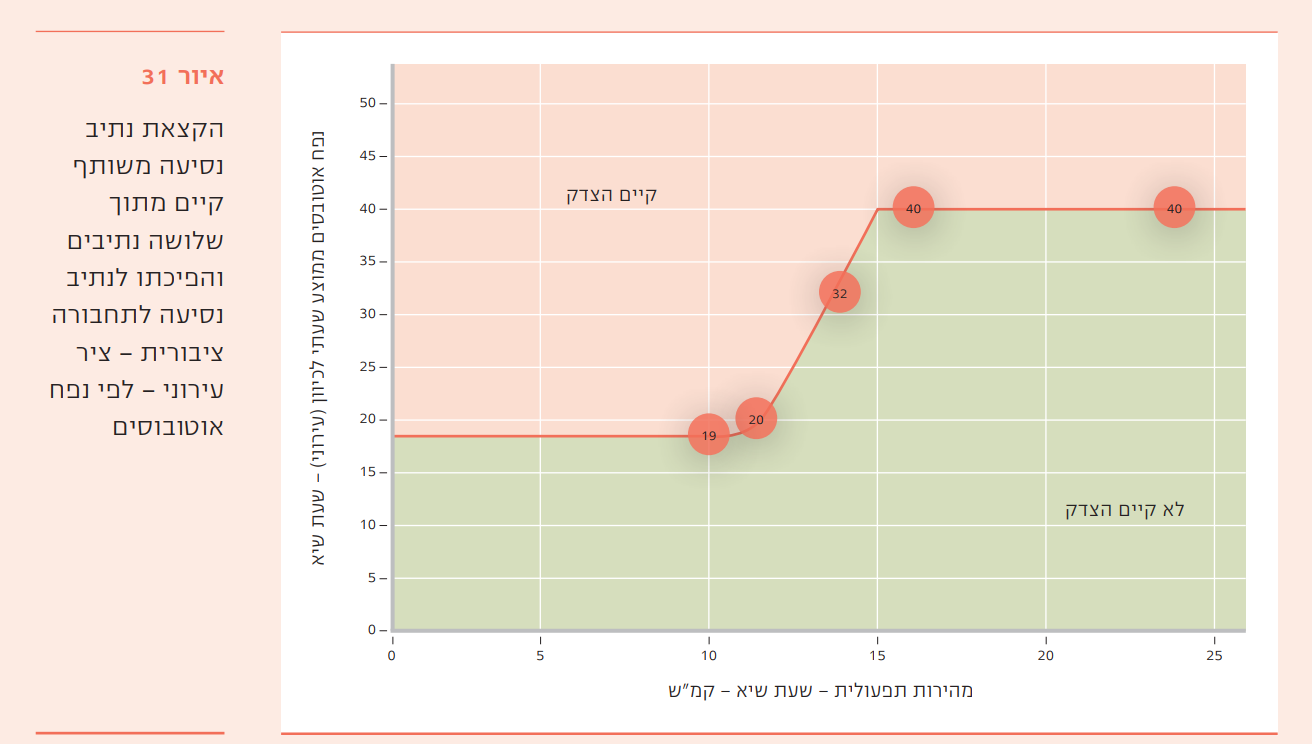 איור 31
הקצאת נתיב
נסיעה משותף
קיים מתוך
שלושה נתיבים
והפיכתו לנתיב
נסיעה לתחבורה
ציבורית – ציר
עירוני – לפי נפח
אוטובוסים
נפח אוטובוסים ממוצע שעתי לכיוון (עירוני) – שעת שיא
50
45
40
35
30
25
20
15
10
5
0
קיים הצדק
לא קיים הצדק
19
20
32
40
40
0 5 10 15 20 25
מהירות תפעולית – שעת שיא – קמ"ש